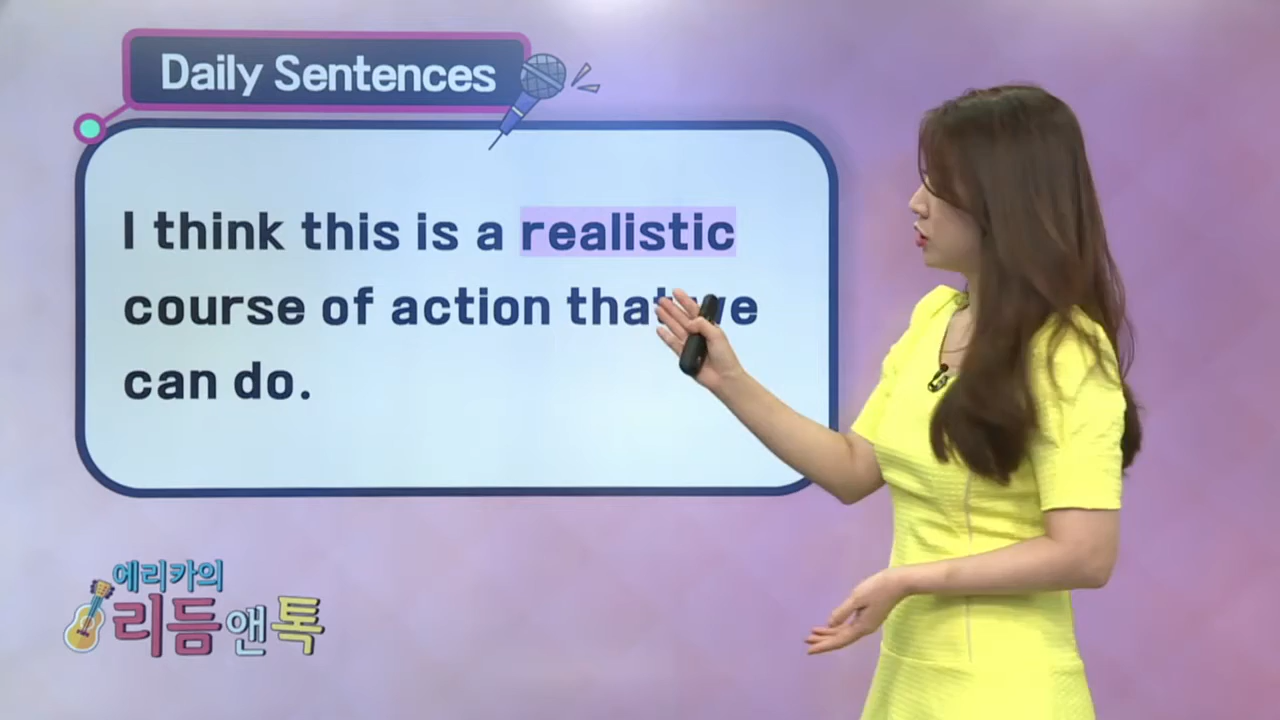 Daily Sentences
I think this is a realistic
course of action that we
can do.
에리카의
리듬앤톡